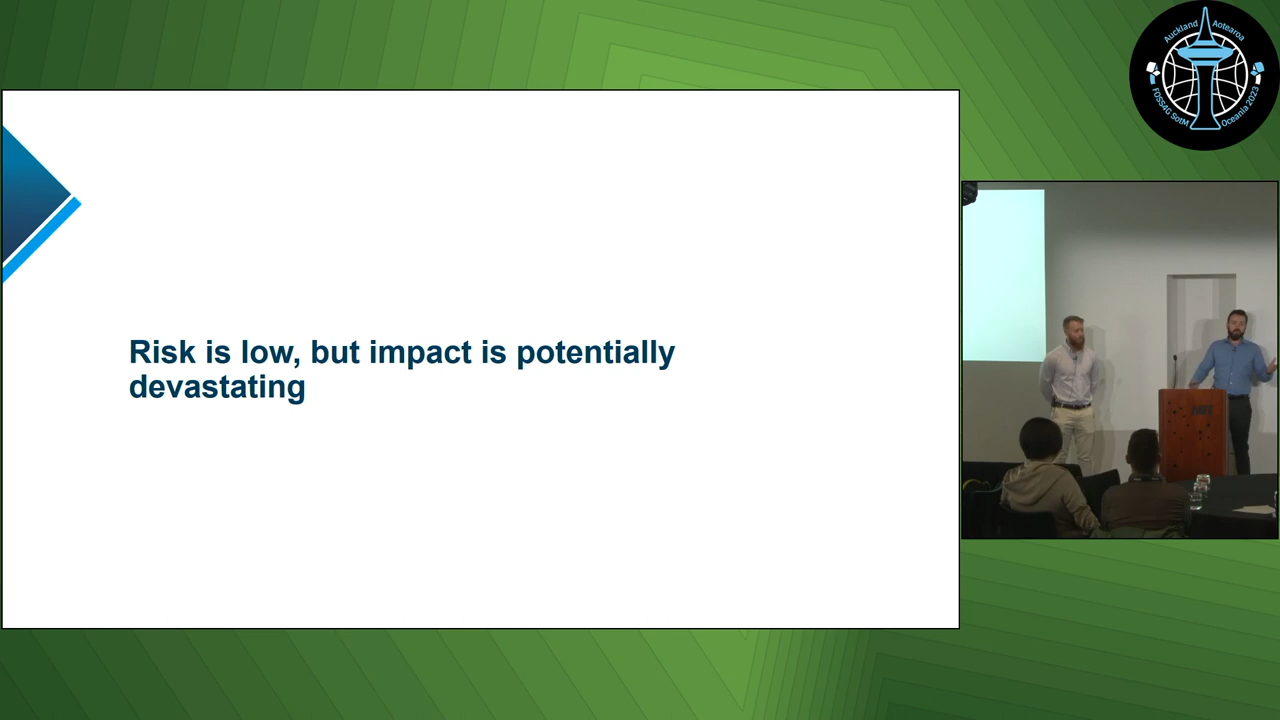 Risk is low, but impact is potentially
devastating
Auckland
Aotearoa
FOSS4G SotM
Oceania 2023